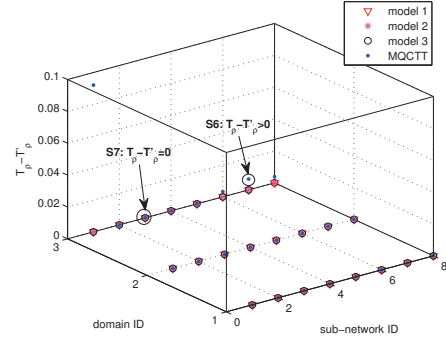 model 1
model 2
model 3
MQCTT
0.1
0.08
0.06
0.04
0.02
0
T_ρ−T'_ρ
S6: T_ρ−T'_ρ>0
S7: T_ρ−T'_ρ=0
3
2
1
domain ID
0
2
4
6
8
sub-network ID